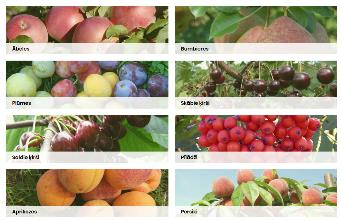 Ābeles
Bumbieres
Plūmes
Skābie ķirši
Saldie ķirši
Pīlādži
Aprikozes
Persiki